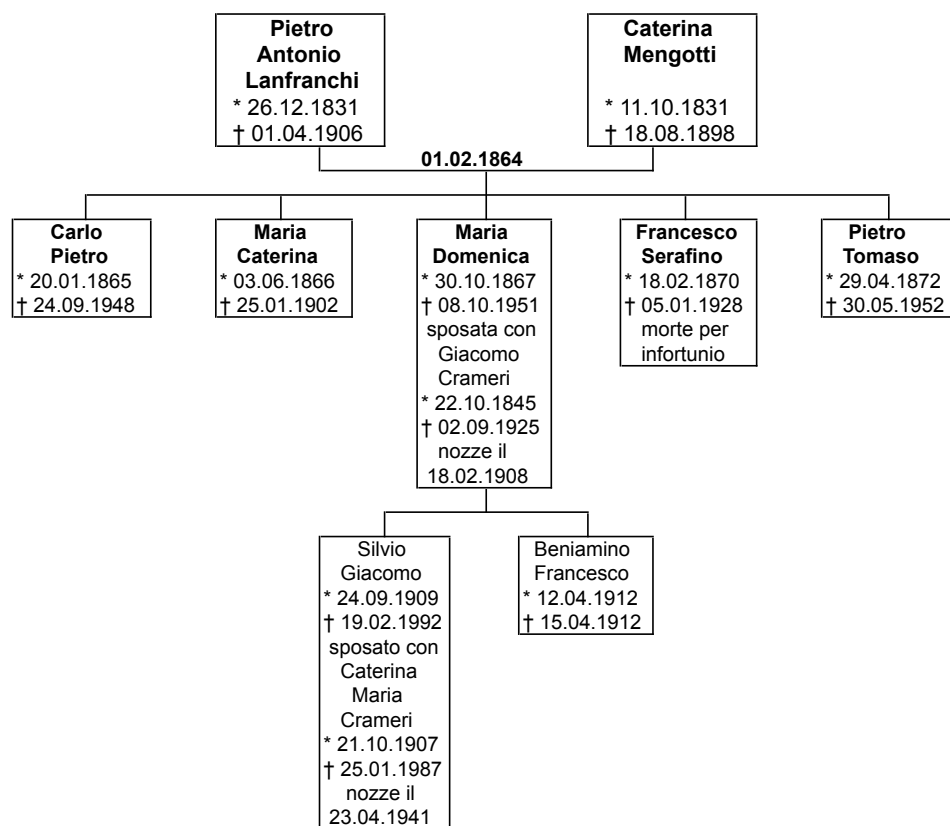 Pietro
Antonio
Lanfranchi
* 26.12.1831
† 01.04.1906
Caterina
Mengotti
* 11.10.1831
† 18.08.1898
01.02.1864
Carlo
Pietro
* 20.01.1865
† 24.09.1948
Maria
Caterina
* 03.06.1866
† 25.01.1902
Maria
Domenica
* 30.10.1867
† 08.10.1951
sposata con
Giacomo
Crameri
* 22.10.1845
† 02.09.1925
nozze il
18.02.1908
Francesco
Serafino
* 18.02.1870
† 05.01.1928
morte per
infortunio
Pietro
Tomaso
* 29.04.1872
† 30.05.1952
Silvio
Giacomo
* 24.09.1909
† 19.02.1992
sposato con
Caterina
Maria
Crameri
* 21.10.1907
† 25.01.1987
nozze il
23.04.1941
Beniamino
Francesco
* 12.04.1912
† 15.04.1912